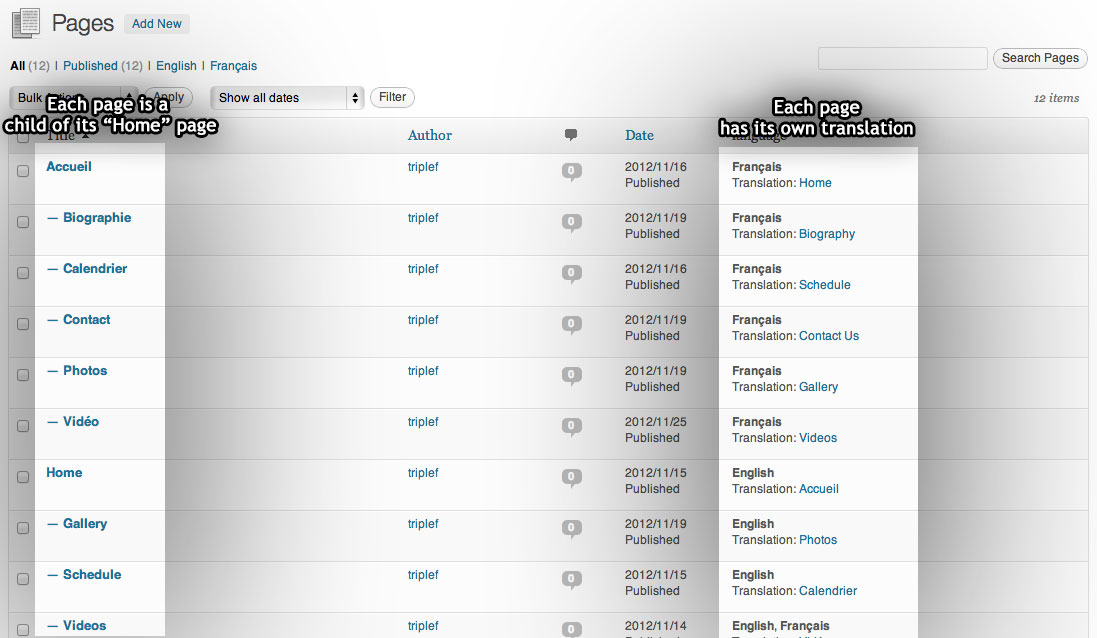 Pages Add New
All (12) | Published (12) | English | Français
Search Pages
Bulk Apply Show all dates Filter 12 items
Each page is a
child of its “Home” page
Each page
has its own translation
Title Author Date language
Accueil triplef 0 2012/11/16 Français
Published Translation: Home
— Biographie triplef 0 2012/11/19 Français
Published Translation: Biography
— Calendrier triplef 0 2012/11/16 Français
Published Translation: Schedule
— Contact triplef 0 2012/11/19 Français
Published Translation: Contact Us
— Photos triplef 0 2012/11/19 Français
Published Translation: Gallery
— Vidéo triplef 0 2012/11/25 Français
Published Translation: Videos
Home triplef 0 2012/11/15 English
Published Translation: Accueil
— Gallery triplef 0 2012/11/19 English
Published Translation: Photos
— Schedule triplef 0 2012/11/15 English
Published Translation: Calendrier
— Videos triplef 0 2012/11/14 English, Français